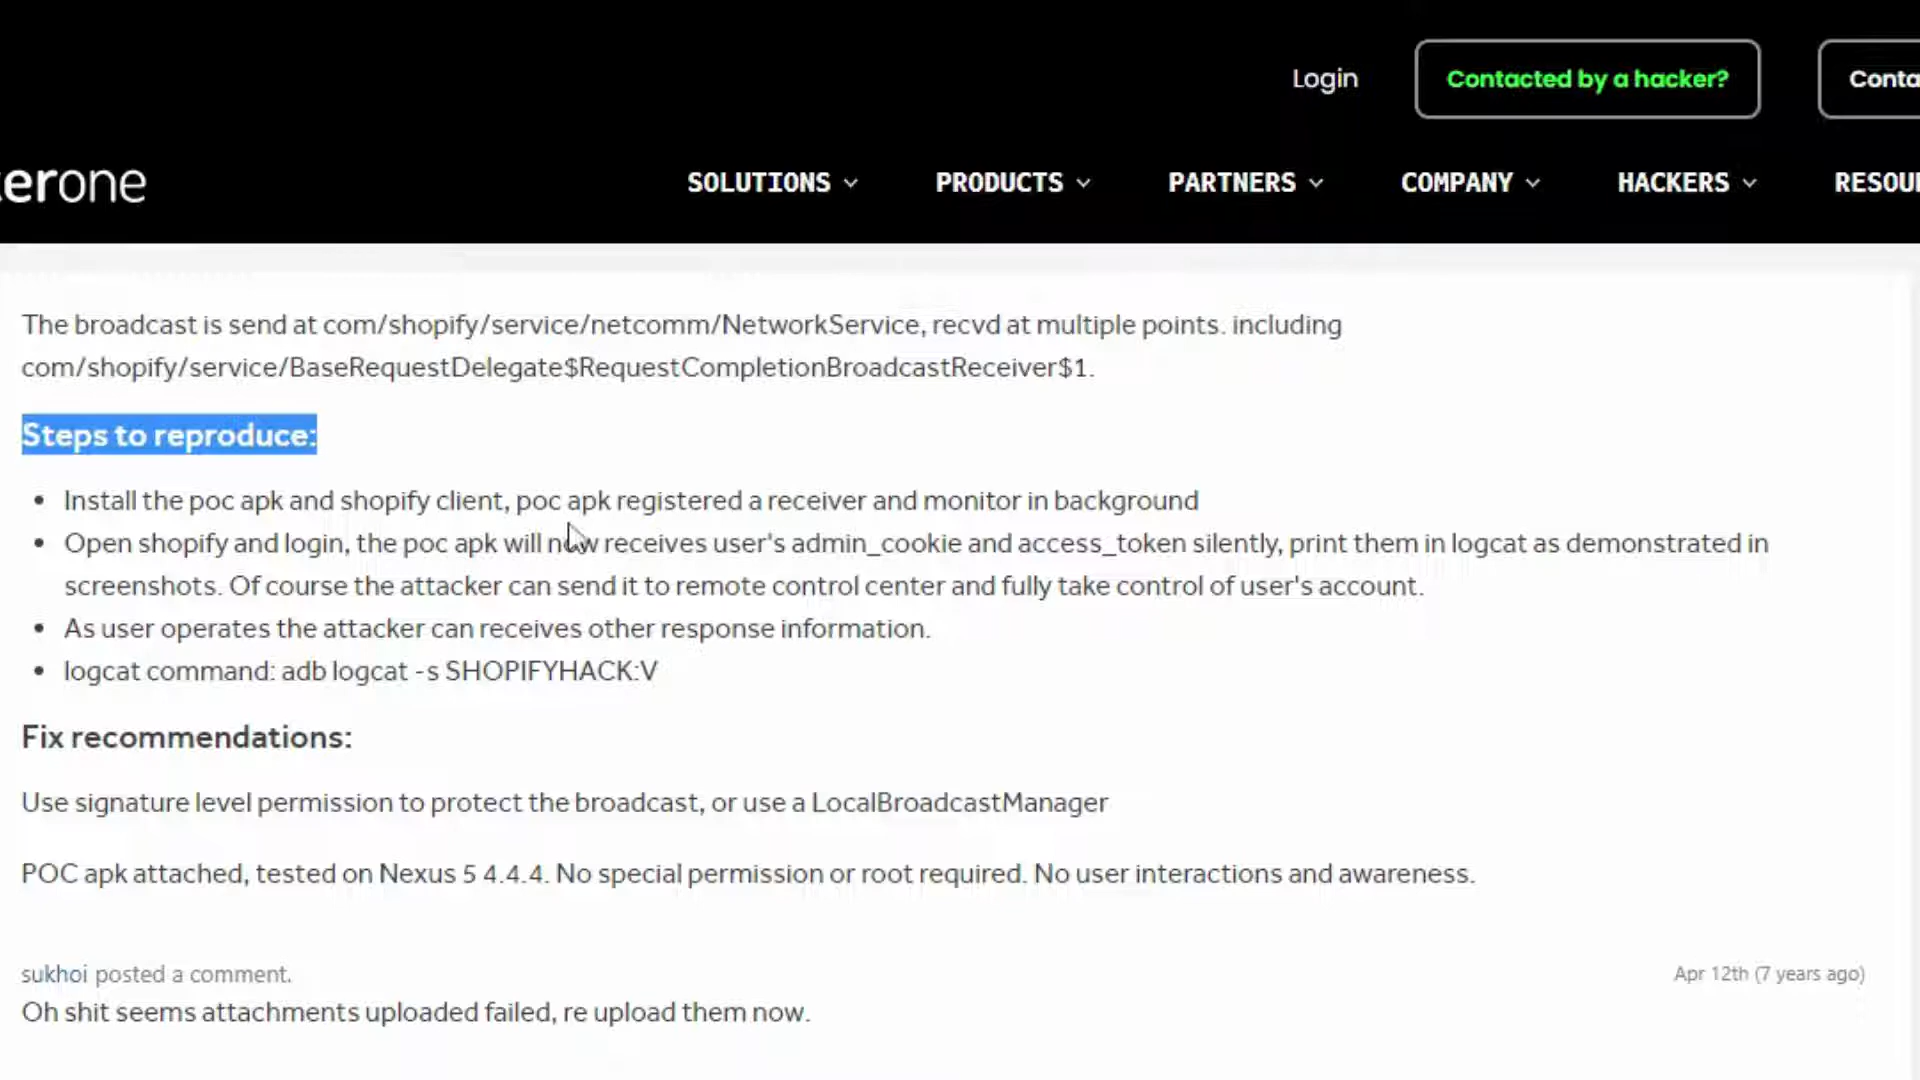 Login Contacted by a hacker? Conta
erone SOLUTIONS PRODUCTS PARTNERS COMPANY HACKERS RESOU
The broadcast is send at com/shopify/service/netcomm/NetworkService, recvd at multiple points. including
com/shopify/service/BaseRequestDelegate$RequestCompletionBroadcastReceiver$1.
Steps to reproduce:
• Install the poc apk and shopify client, poc apk registered a receiver and monitor in background
• Open shopify and login, the poc apk will now receives user's admin_cookie and access_token silently, print them in logcat as demonstrated in
screenshots. Of course the attacker can send it to remote control center and fully take control of user's account.
• As user operates the attacker can receives other response information.
• logcat command: adb logcat -s SHOPIFYHACK:V
Fix recommendations:
Use signature level permission to protect the broadcast, or use a LocalBroadcastManager
POC apk attached, tested on Nexus 5 4.4.4. No special permission or root required. No user interactions and awareness.
sukhoi posted a comment. Apr 12th (7 years ago)
Oh shit seems attachments uploaded failed, re upload them now.